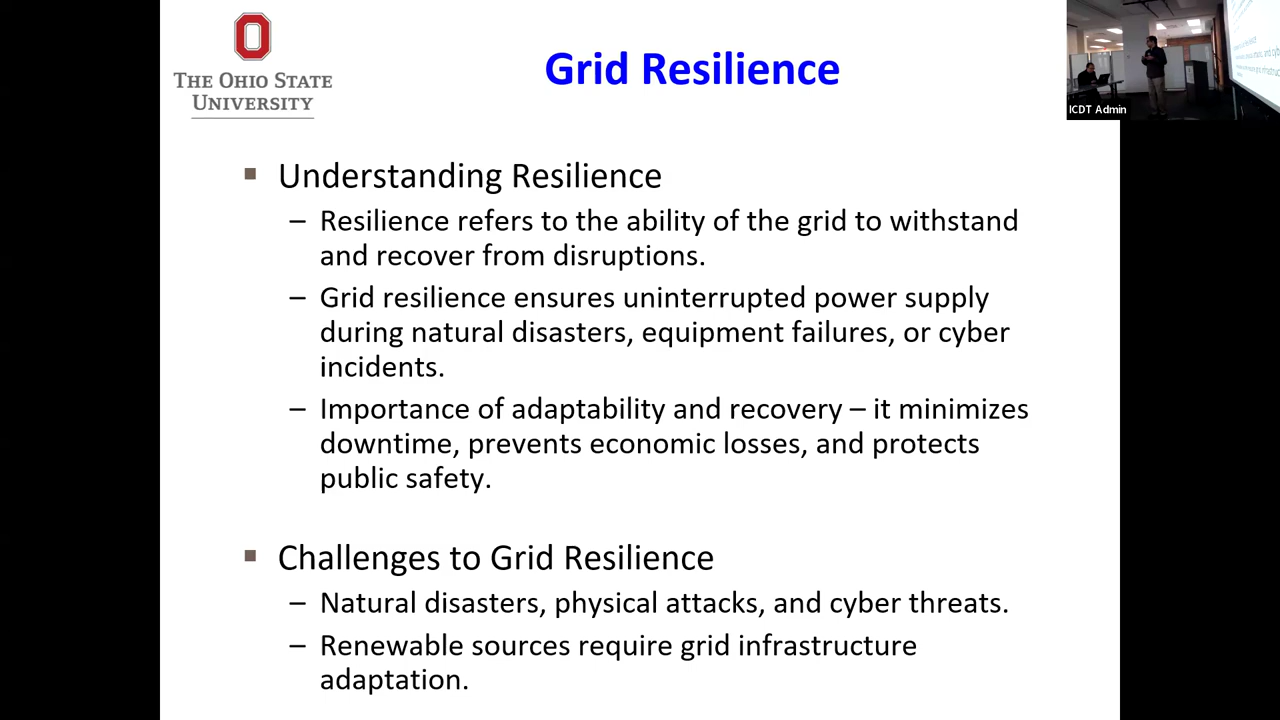 THE OHIO STATE
UNIVERSITY
Grid Resilience
ICDT Admin
▪ Understanding Resilience
– Resilience refers to the ability of the grid to withstand
and recover from disruptions.
– Grid resilience ensures uninterrupted power supply
during natural disasters, equipment failures, or cyber
incidents.
– Importance of adaptability and recovery – it minimizes
downtime, prevents economic losses, and protects
public safety.
▪ Challenges to Grid Resilience
– Natural disasters, physical attacks, and cyber threats.
– Renewable sources require grid infrastructure
adaptation.